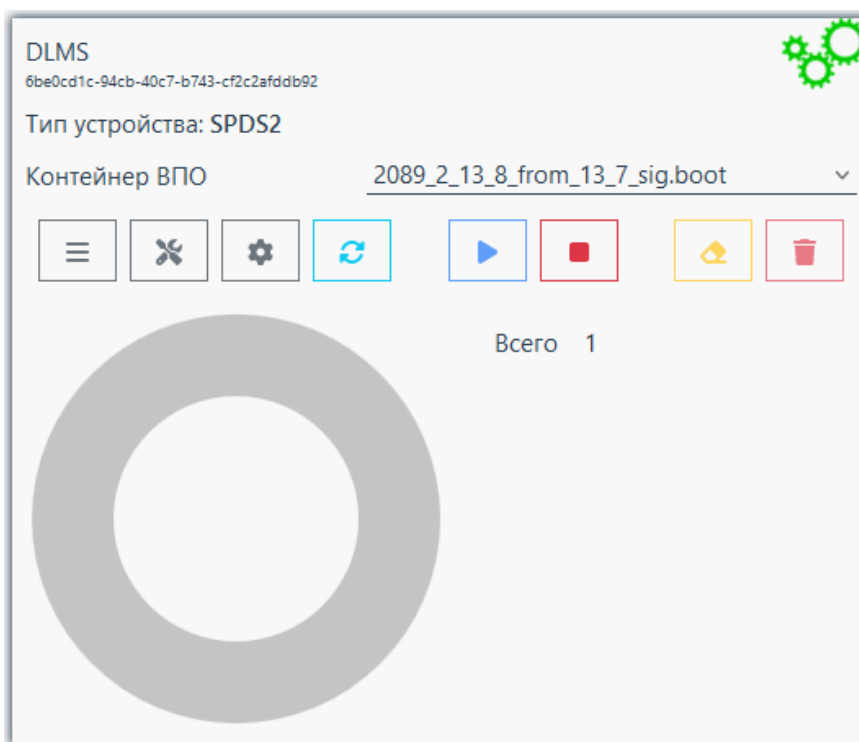 DLMS
6be0cd1c-94cb-40c7-b743-cf2c2afddb92
Тип устройства: SPDS2
Контейнер ВПО 2089_2_13_8_from_13_7_sig.boot
Всего 1